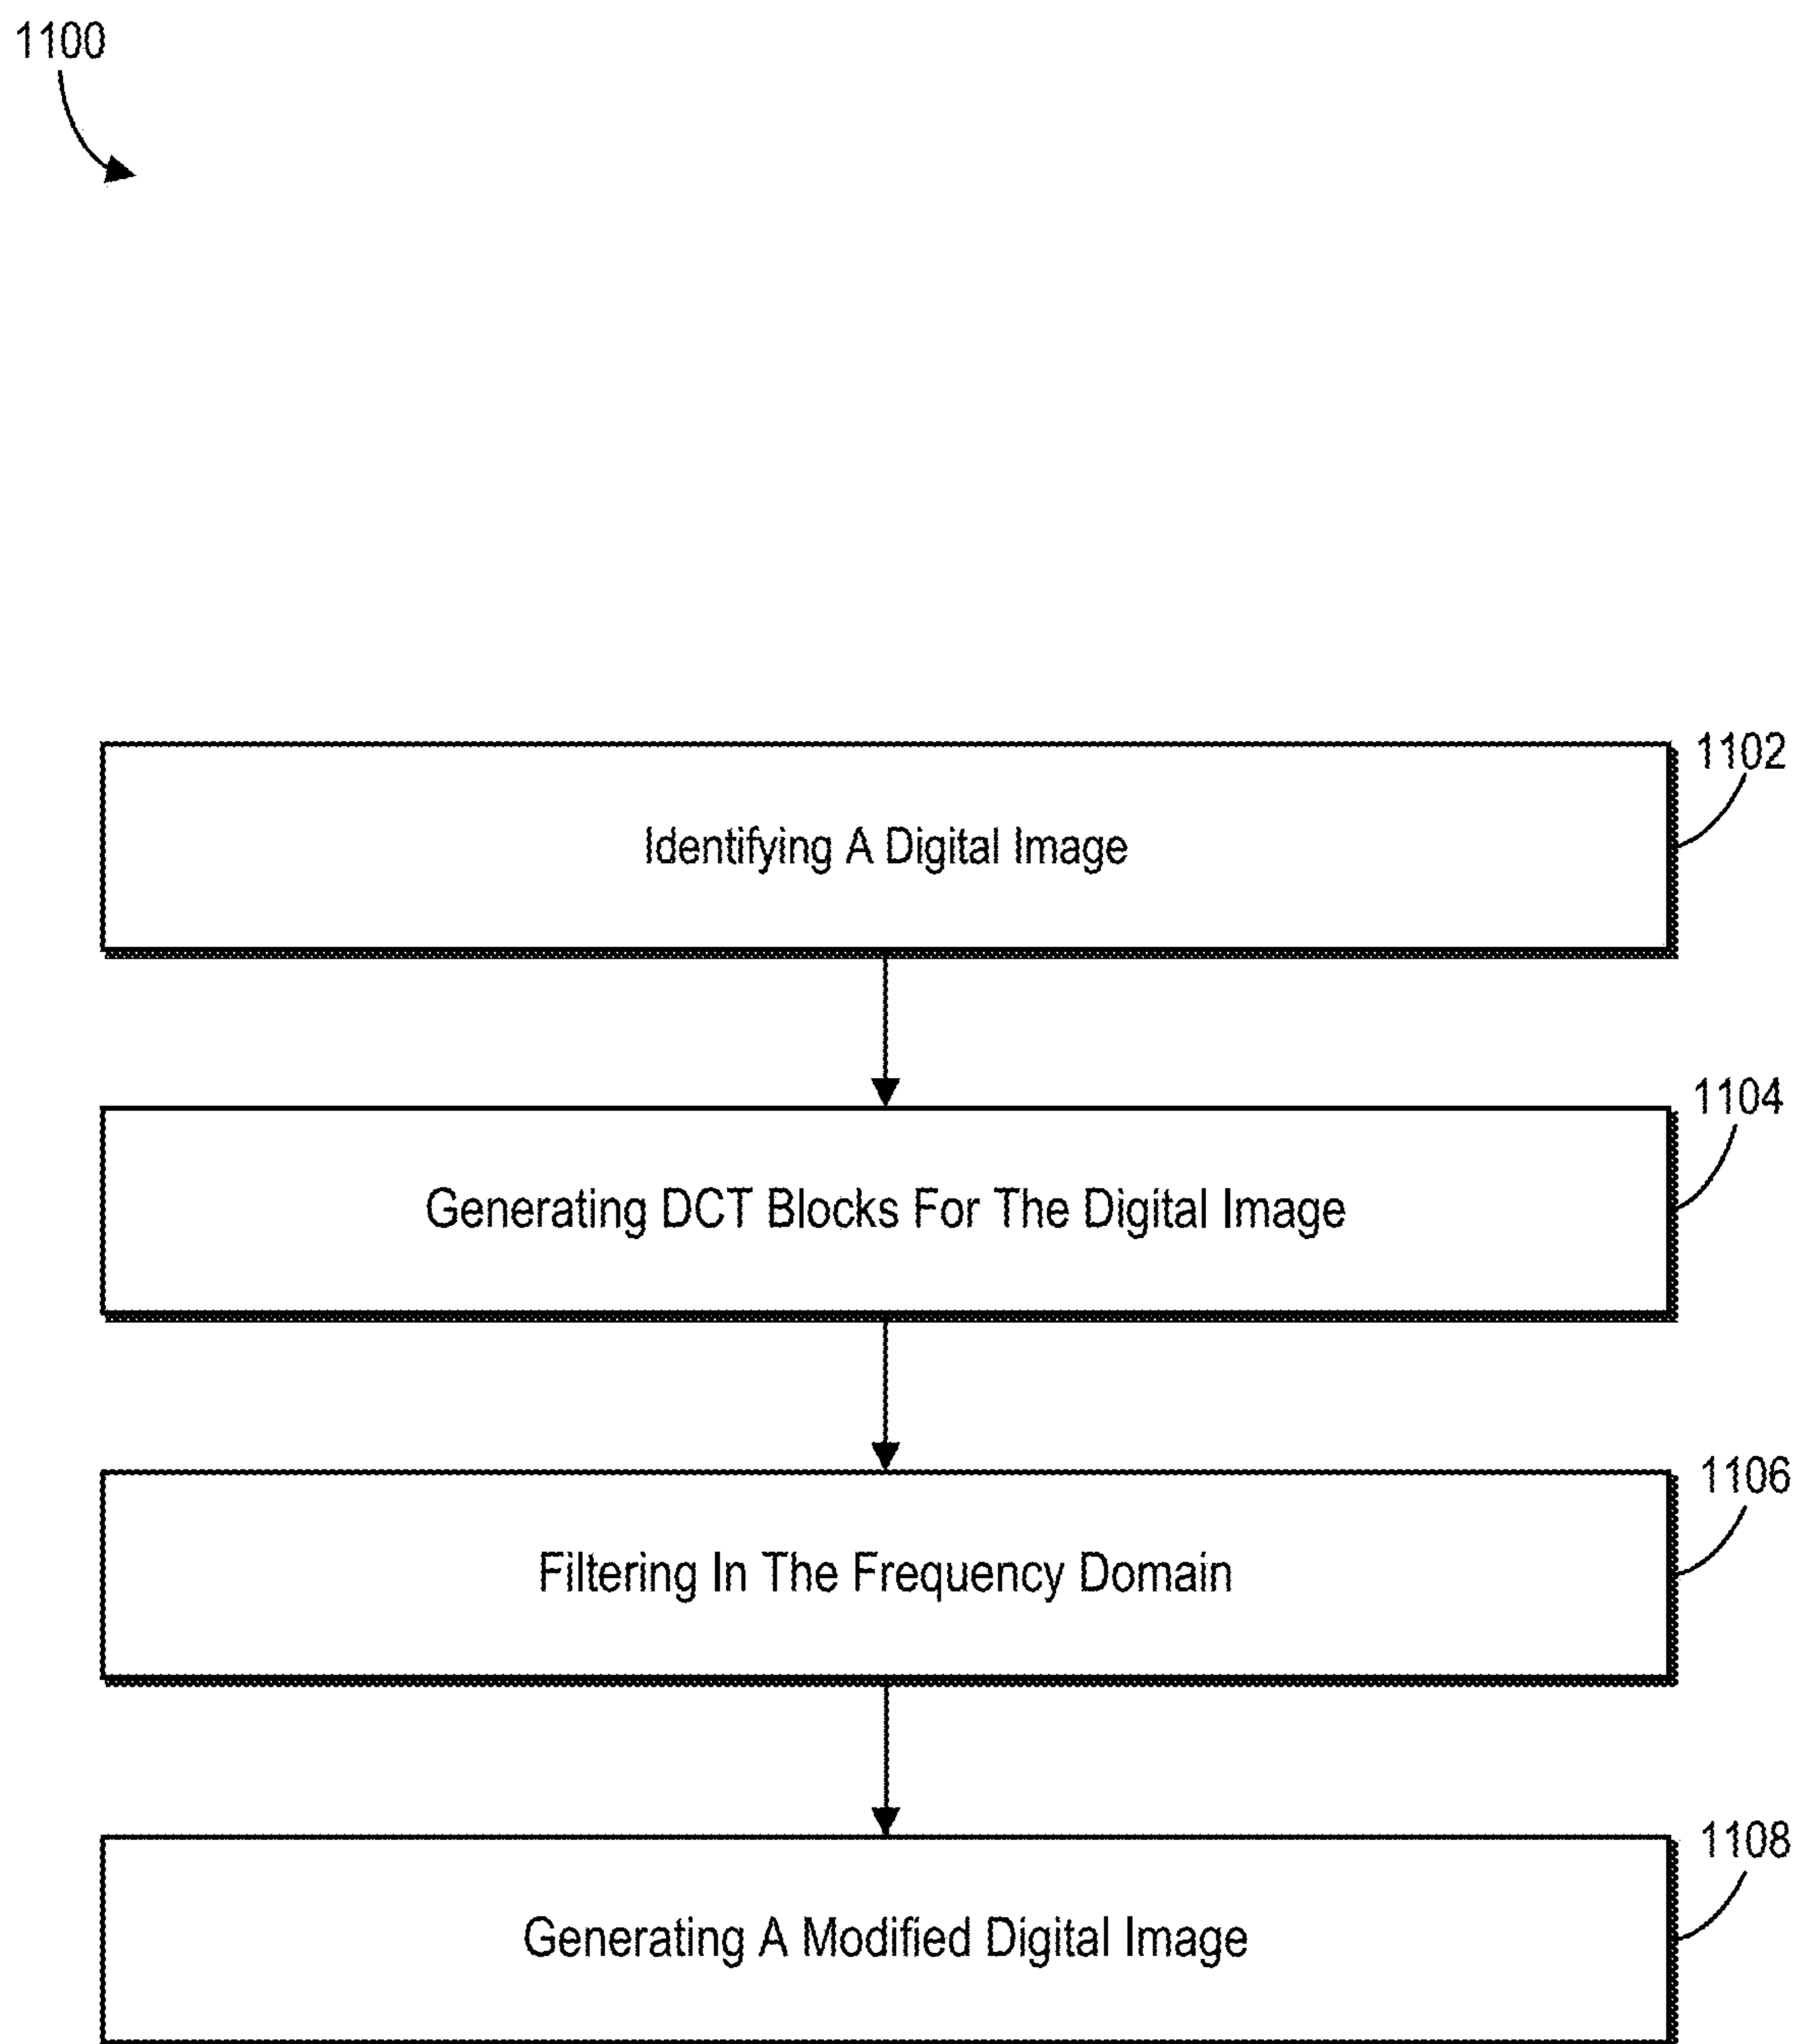 1100
1102
Identifying A Digital Image
1104
Generating DCT Blocks For The Digital Image
1106
Filtering In The Frequency Domain
1108
Generating A Modified Digital Image